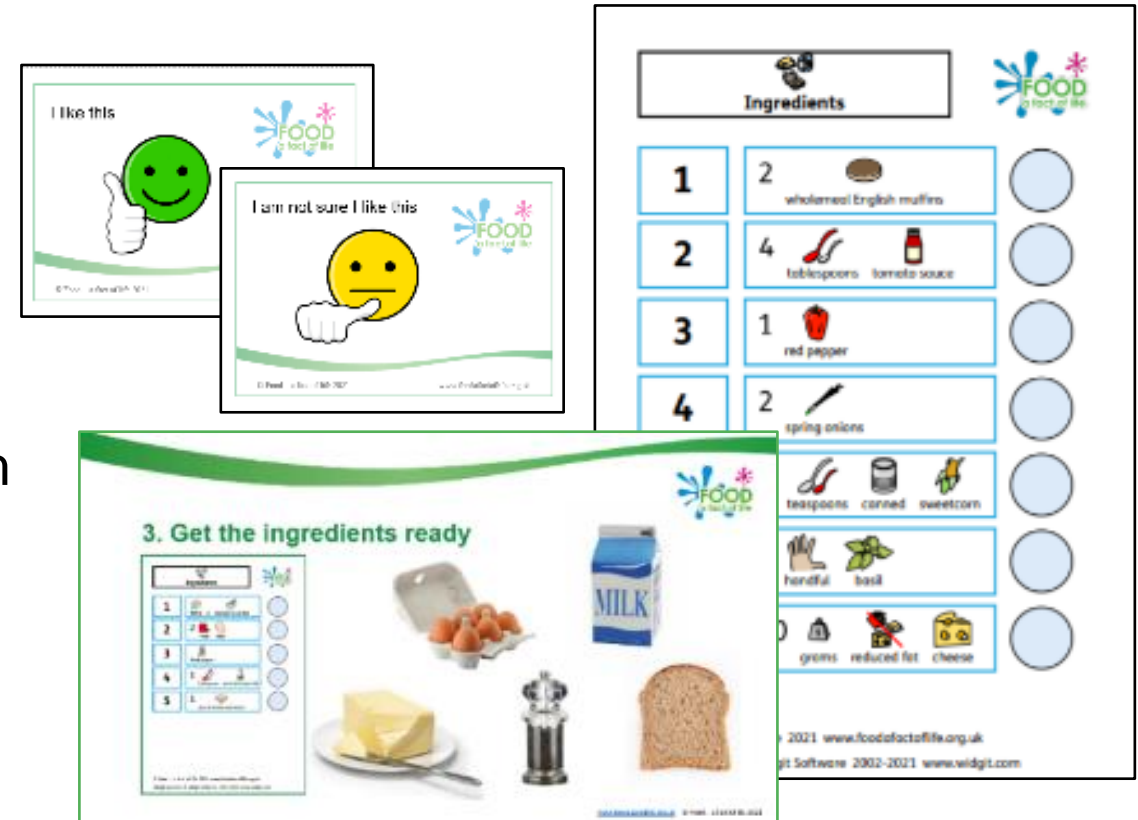 I like this
FOOD
a fact of life
I am not sure I like this
FOOD
a fact of life
Ingredients
FOOD
a fact of life
1
2
wholemeal English muffins
2
4
tablespoons tomato sauce
3
1
red pepper
4
2
spring onions
teaspoons canned sweetcorn
handful basil
grams reduced fat cheese
2021 www.foodafactoflife.org.uk
Software 2002-2021 www.widgit.com
n
FOOD
a fact of life
3. Get the ingredients ready
Ingredients
1
2
3
4
5
MILK